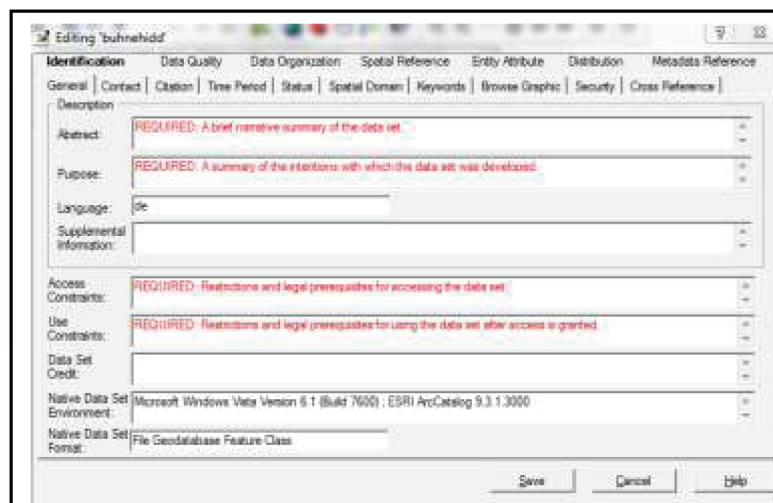 Editing 'buhnehidd'
Identification Data Quality Data Organization Spatial Reference Entity Attribute Distribution Metadata Reference
General Contact Citation Time Period Status Spatial Domain Keywords Browse Graphic Security Cross Reference
Description
Abstract: REQUIRED: A brief narrative summary of the data set.
Purpose: REQUIRED: A summary of the intentions with which the data set was developed.
Language: de
Supplemental Information:
Access Constraints: REQUIRED: Restrictions and legal prerequisites for accessing the data set.
Use Constraints: REQUIRED: Restrictions and legal prerequisites for using the data set after access is granted.
Data Set Credit:
Native Data Set Environment: Microsoft Windows Vista Version 6.1 (Build 7600) ; ESRI ArcCatalog 9.3.1.3000
Native Data Set Format: File Geodatabase Feature Class
Save Cancel Help